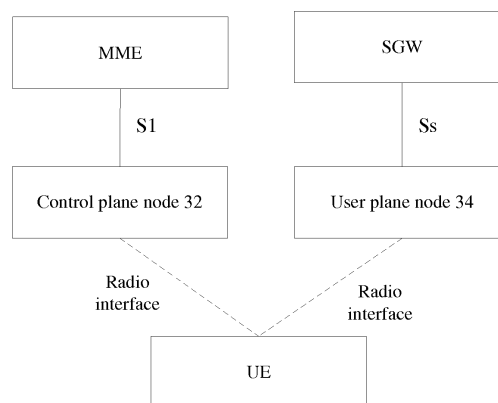 MME
SGW
S1
Ss
Control plane node 32
User plane node 34
Radio
interface
Radio
interface
UE